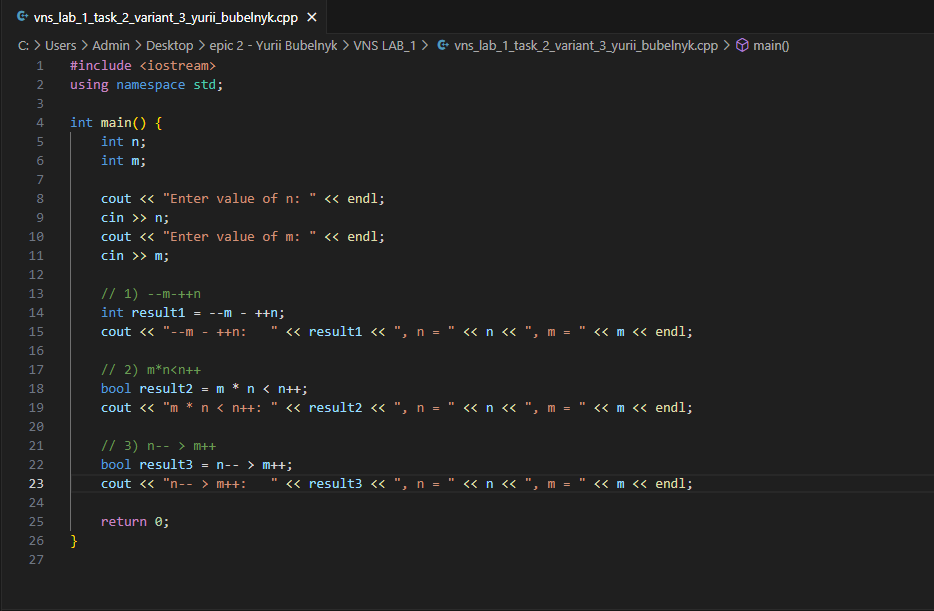 vns_lab_1_task_2_variant_3_yurii_bubelnyk.cpp
C: > Users > Admin > Desktop > epic 2 - Yurii Bubelnyk > VNS LAB_1 > vns_lab_1_task_2_variant_3_yurii_bubelnyk.cpp > main()
1 #include <iostream>
2 using namespace std;
3
4 int main() {
5     int n;
6     int m;
7
8     cout << "Enter value of n: " << endl;
9     cin >> n;
10     cout << "Enter value of m: " << endl;
11     cin >> m;
12
13     // 1) --m-++n
14     int result1 = --m - ++n;
15     cout << "--m - ++n:   " << result1 << ", n = " << n << ", m = " << m << endl;
16
17     // 2) m*n<n++
18     bool result2 = m * n < n++;
19     cout << "m * n < n++: " << result2 << ", n = " << n << ", m = " << m << endl;
20
21     // 3) n-- > m++
22     bool result3 = n-- > m++;
23     cout << "n-- > m++:   " << result3 << ", n = " << n << ", m = " << m << endl;
24
25     return 0;
26 }
27